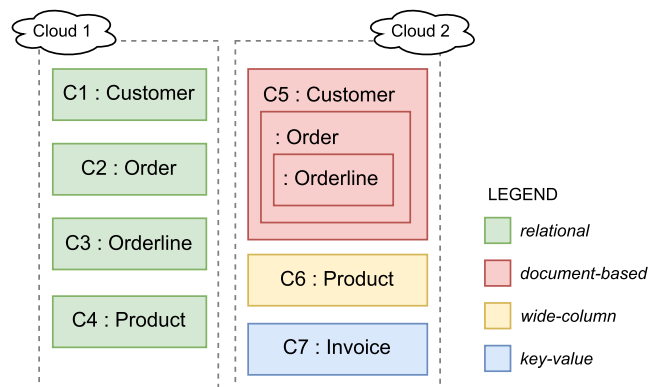 Cloud 1
C1 : Customer
C2 : Order
C3 : Orderline
C4 : Product
Cloud 2
C5 : Customer
: Order
: Orderline
C6 : Product
C7 : Invoice
LEGEND
relational
document-based
wide-column
key-value